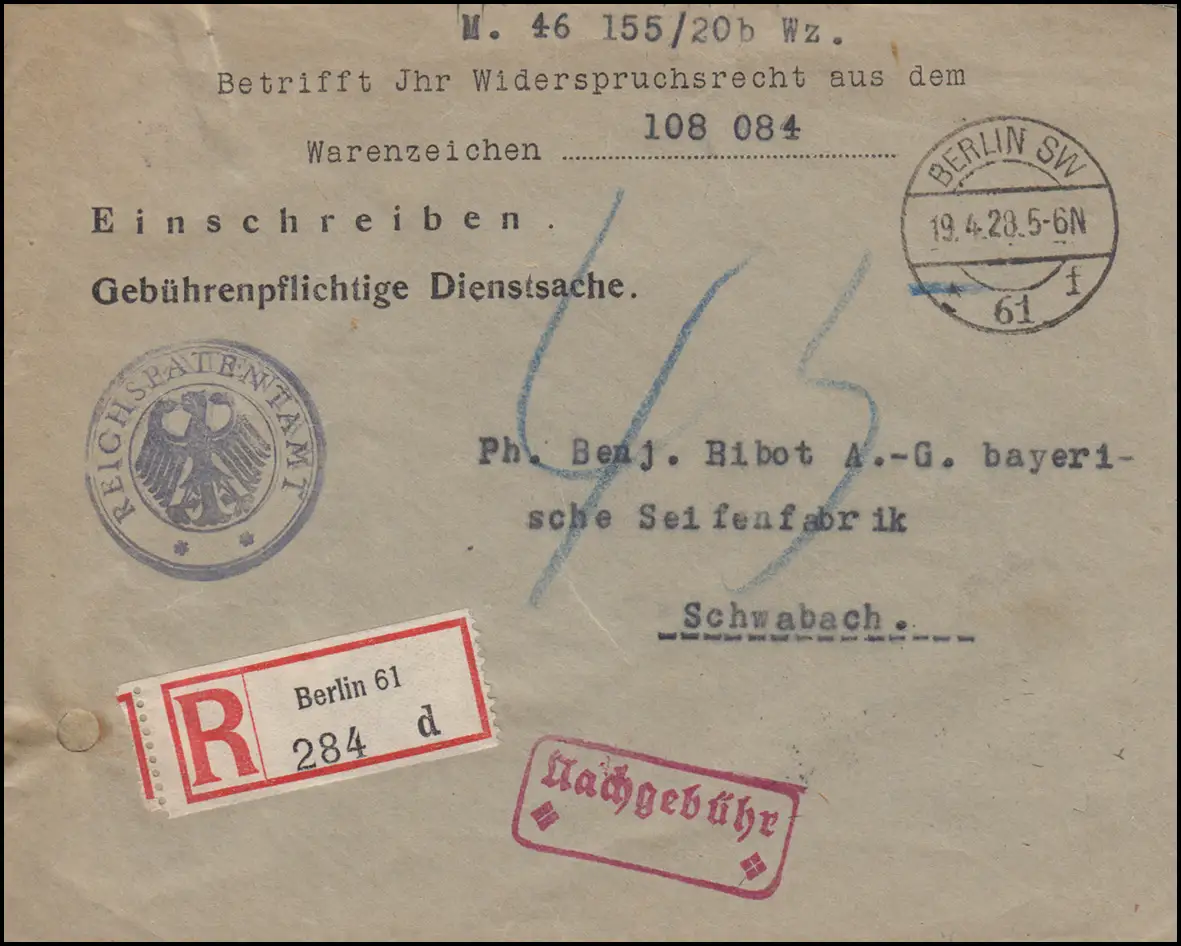 M. 46 155/20b Wz.
Betrifft Jhr Widerspruchsrecht aus dem
108 084
Warenzeichen
BERLIN SW
19.4.28.5-6N
61 f
Einschreiben.
Gebührenpflichtige Dienstsache.
45
REICHSPATENTAMT
Ph. Benj. Ribot A.-G. bayeri-
sche Seifenfabrik
Schwabach.
R
Berlin 61
284 d
Nachgebühr